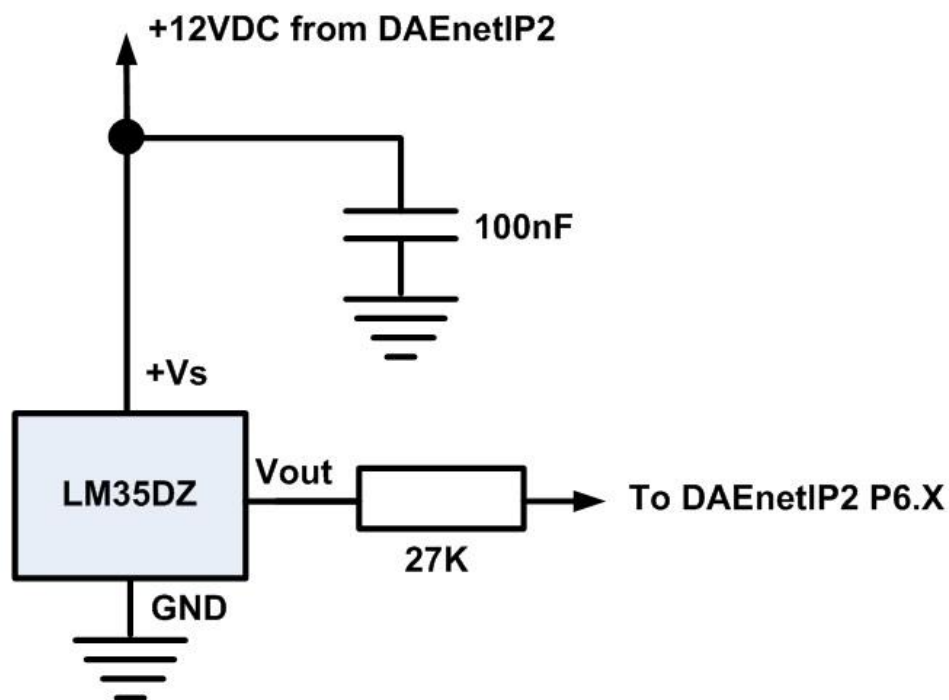 +12VDC from DAEnetIP2
100nF
+Vs
LM35DZ
Vout
To DAEnetIP2 P6.X
27K
GND